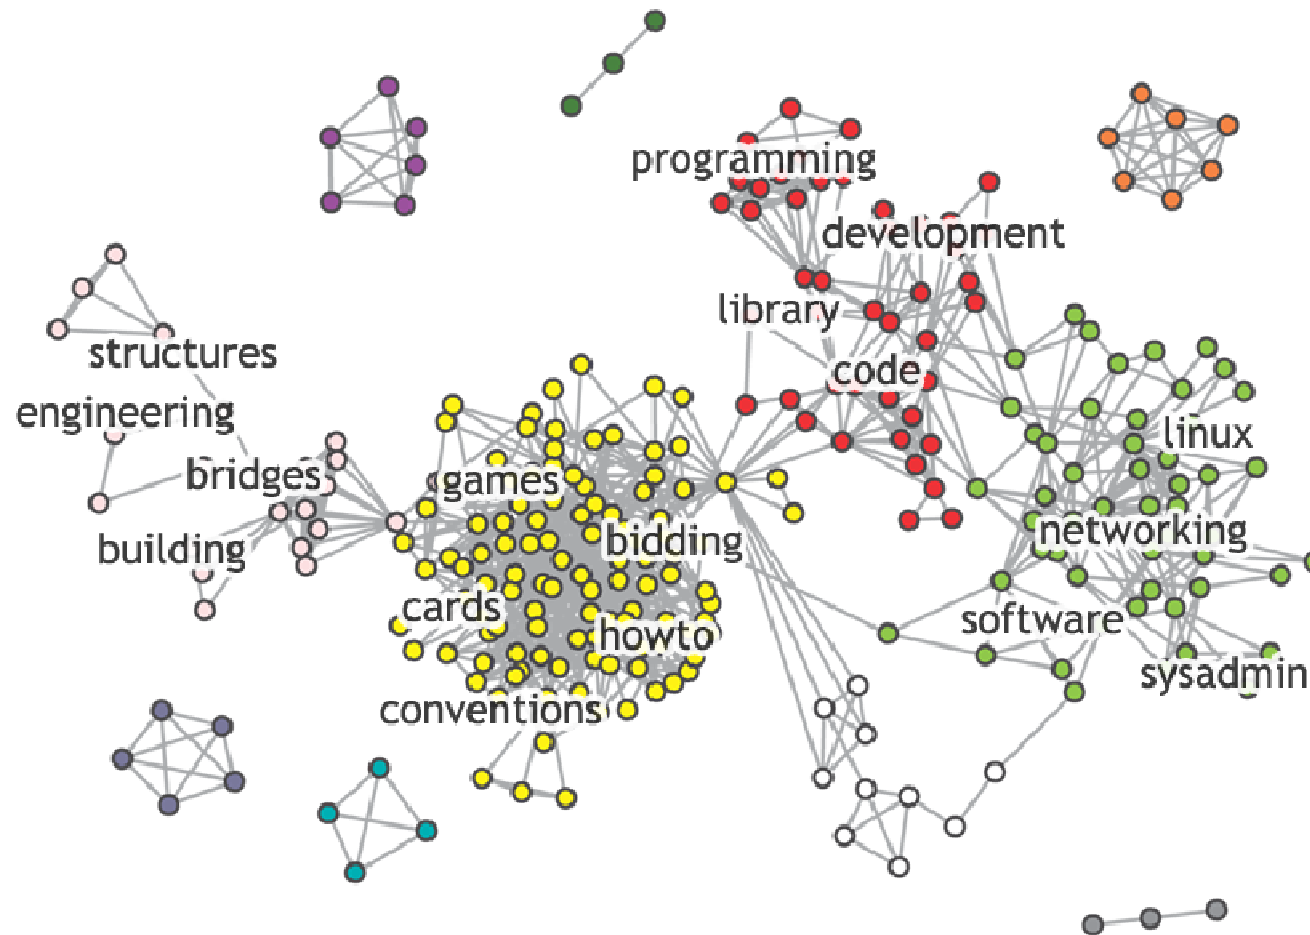 programming
development
library
structures
code
engineering
linux
bridges
games
networking
building
bidding
cards
software
howto
sysadmin
conventions